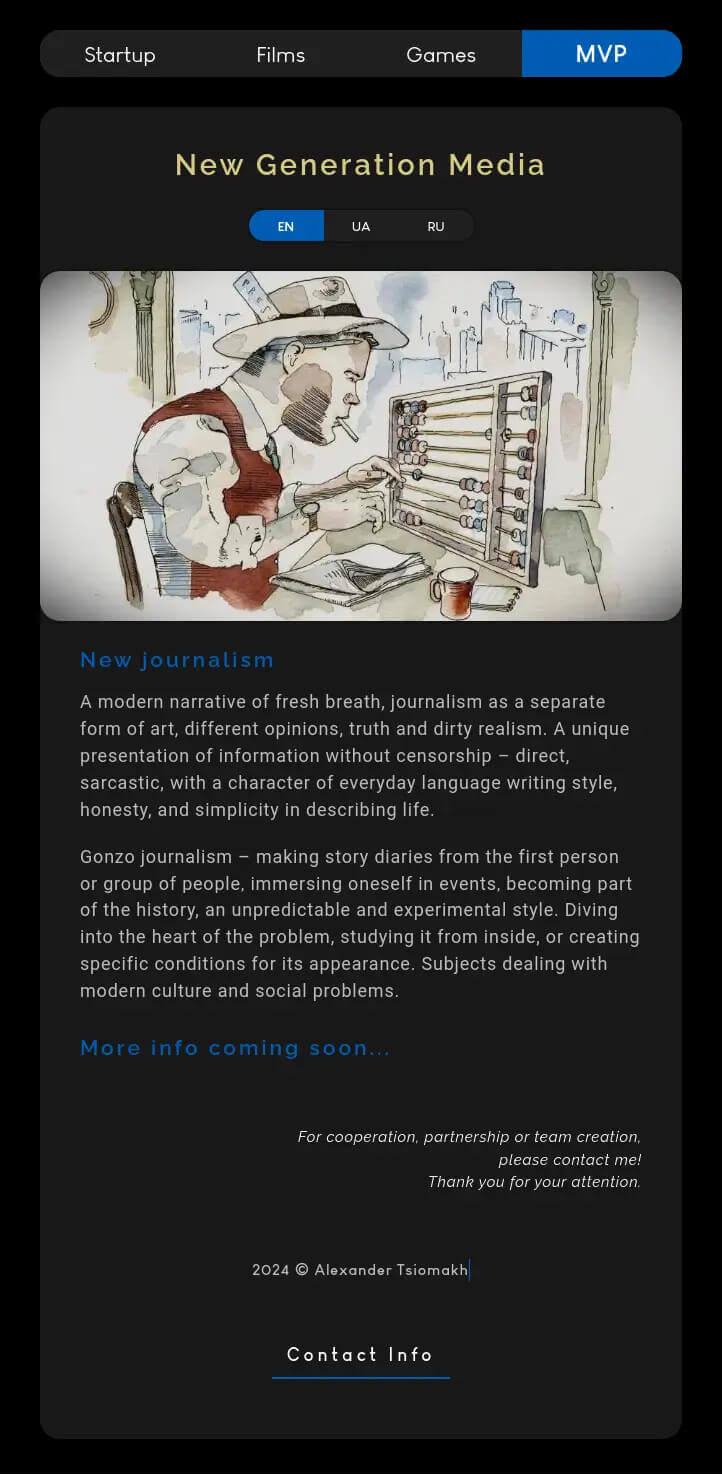 Startup Films Games MVP
New Generation Media
EN UA RU
PRESS
New journalism
A modern narrative of fresh breath, journalism as a separate
form of art, different opinions, truth and dirty realism. A unique
presentation of information without censorship – direct,
sarcastic, with a character of everyday language writing style,
honesty, and simplicity in describing life.
Gonzo journalism – making story diaries from the first person
or group of people, immersing oneself in events, becoming part
of the history, an unpredictable and experimental style. Diving
into the heart of the problem, studying it from inside, or creating
specific conditions for its appearance. Subjects dealing with
modern culture and social problems.
More info coming soon...
For cooperation, partnership or team creation,
please contact me!
Thank you for your attention.
2024 © Alexander Tsiomakh
Contact Info